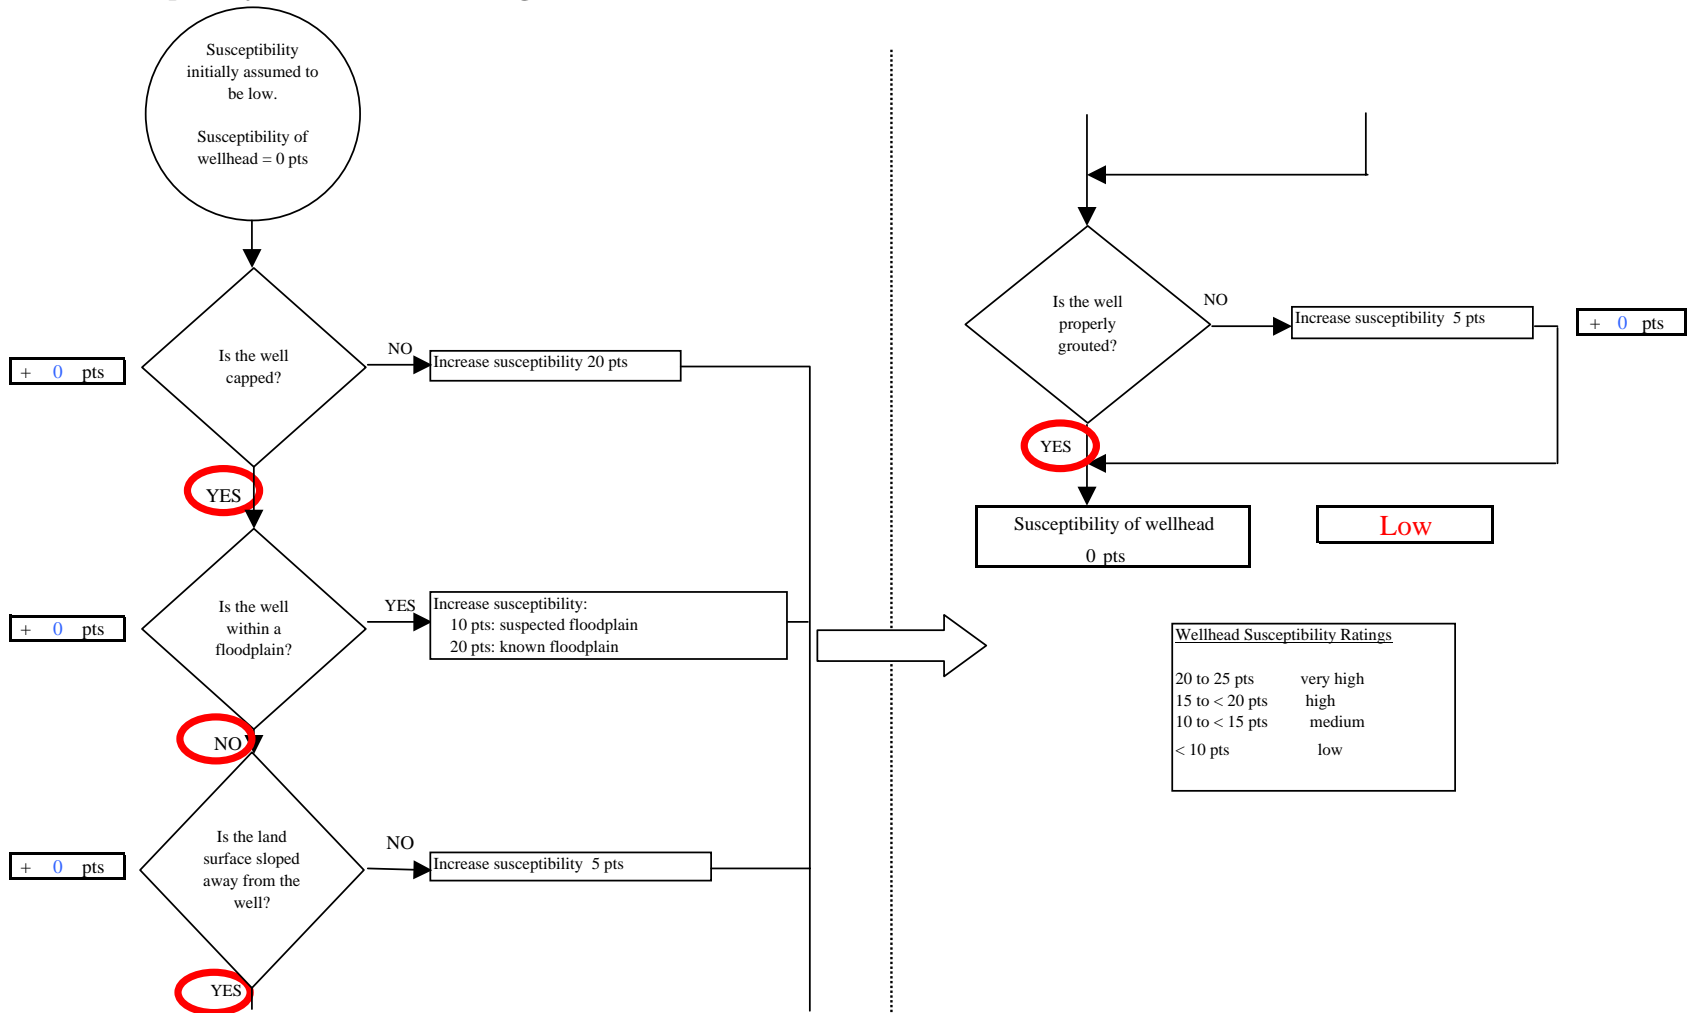 Susceptibility
initially assumed to
be low.
Susceptibility of
wellhead = 0 pts
Is the well
capped?
NO
Increase susceptibility 20 pts
+ 0 pts
YES
Is the well
within a
floodplain?
YES
Increase susceptibility:
10 pts: suspected floodplain
20 pts: known floodplain
+ 0 pts
NO
Is the land
surface sloped
away from the
well?
NO
Increase susceptibility 5 pts
+ 0 pts
YES
Is the well
properly
grouted?
NO
Increase susceptibility 5 pts
+ 0 pts
YES
Susceptibility of wellhead
0 pts
Low
Wellhead Susceptibility Ratings
20 to 25 pts very high
15 to < 20 pts high
10 to < 15 pts medium
< 10 pts low